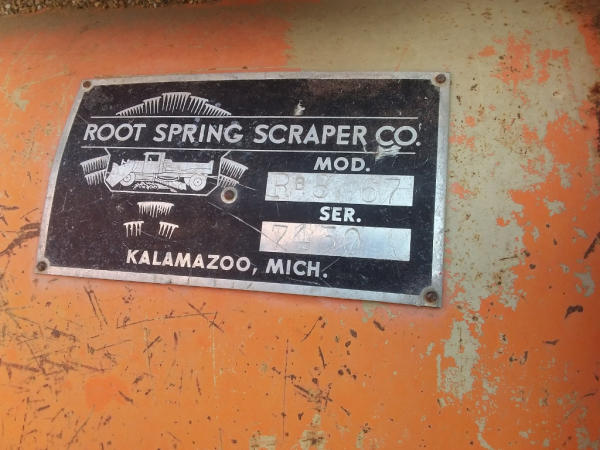 ROOT SPRING SCRAPER CO.
MOD.
SER.
KALAMAZOO, MICH.